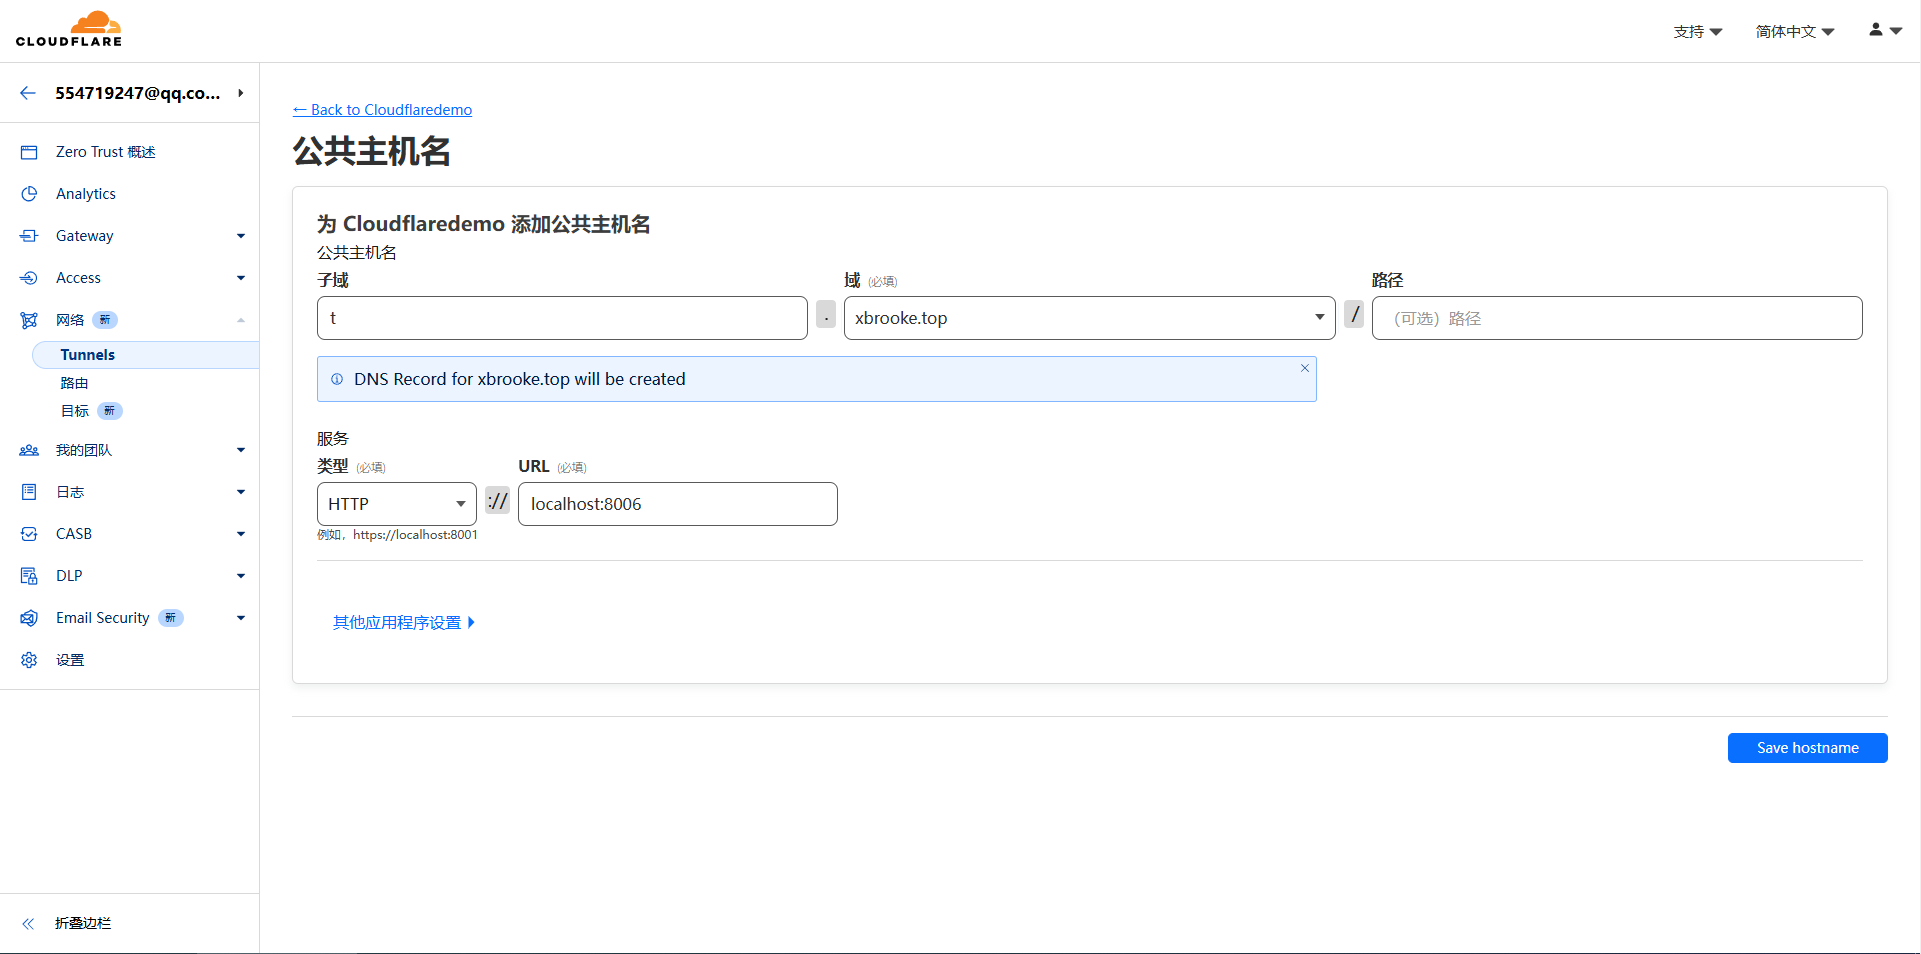 CLOUDFLARE
支持
简体中文
554719247@qq.co...
Zero Trust 概述
Analytics
Gateway
Access
网络 新
Tunnels
路由
目标 新
我的团队
日志
CASB
DLP
Email Security 新
设置
折叠边栏
← Back to Cloudflaredemo
公共主机名
为 Cloudflaredemo 添加公共主机名
公共主机名
子域 域 (必填) 路径
t . xbrooke.top / （可选）路径
DNS Record for xbrooke.top will be created
服务
类型 (必填) URL (必填)
HTTP :// localhost:8006
例如，https://localhost:8001
其他应用程序设置
Save hostname